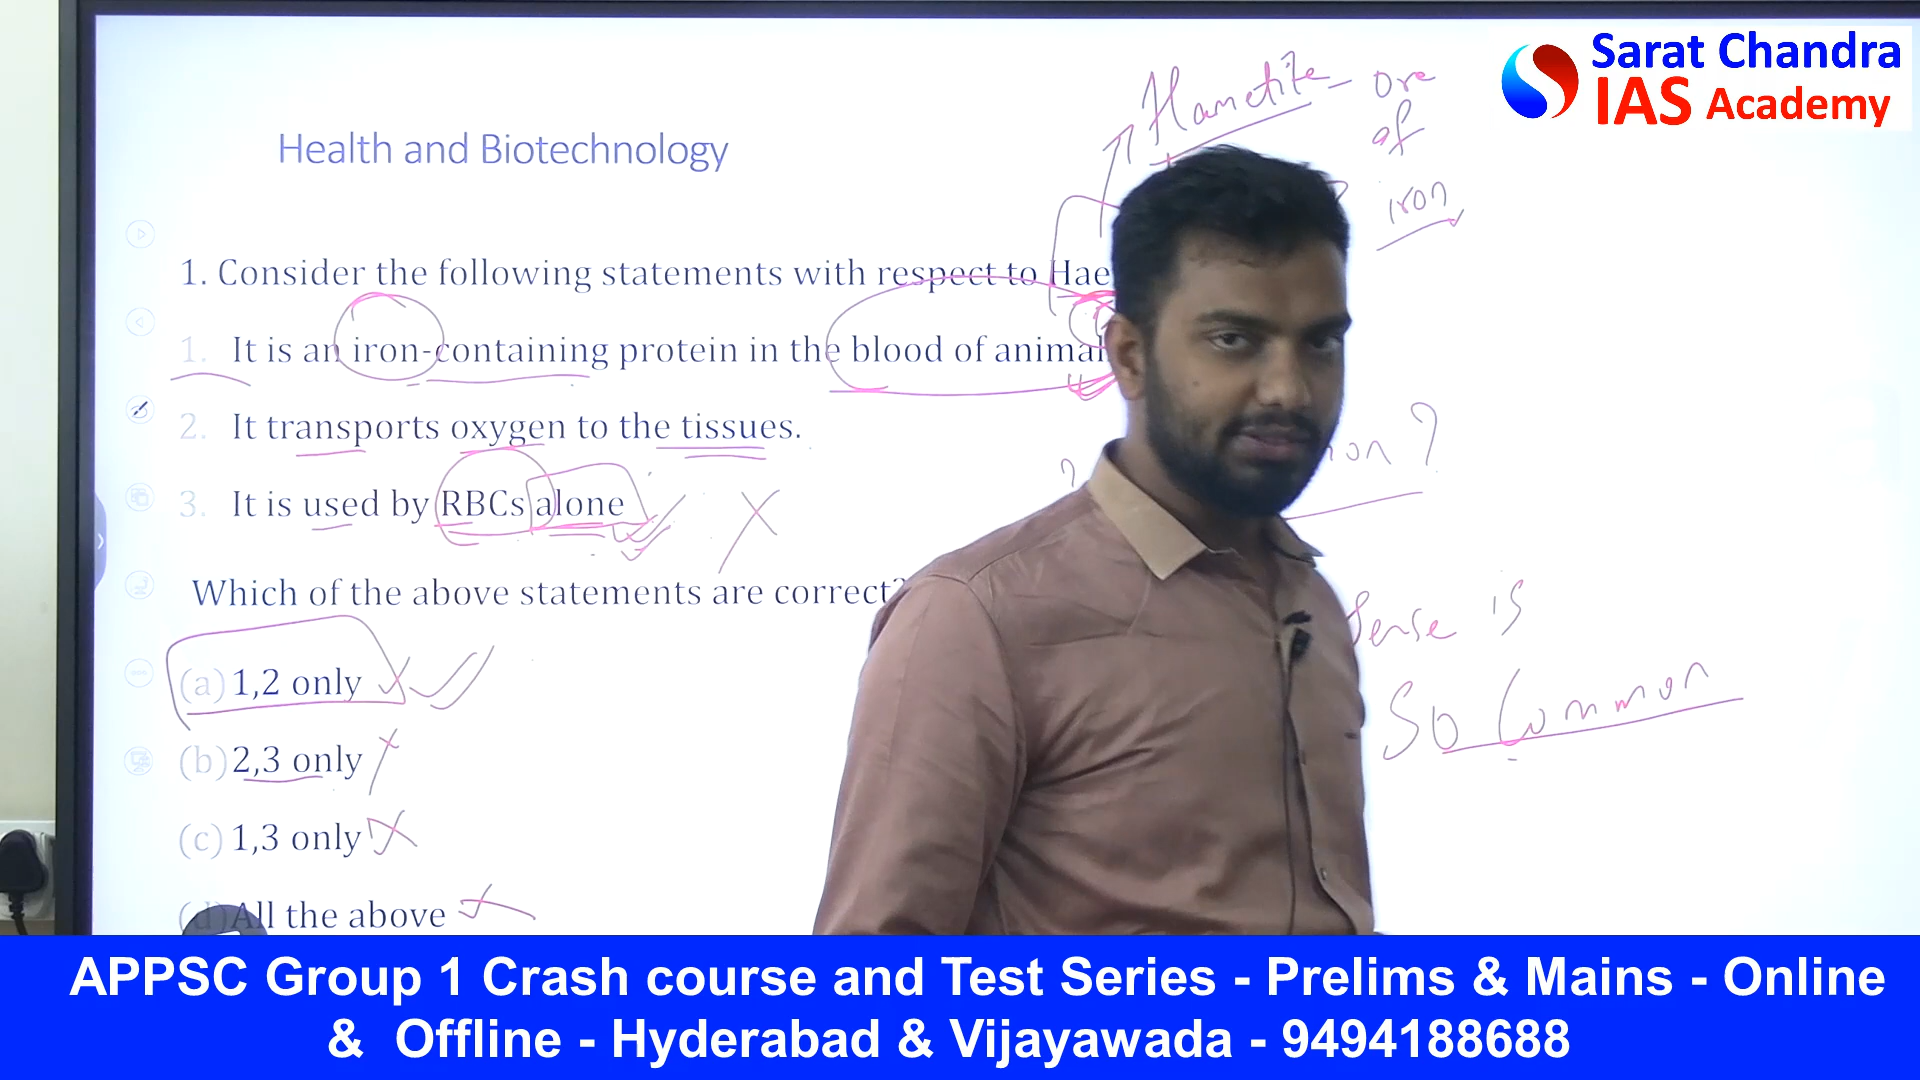 Sarat Chandra
IAS Academy
Hametite - ore
of
iron
Health and Biotechnology
1. Consider the following statements with respect to Hae
1. It is an iron-containing protein in the blood of animal
2. It transports oxygen to the tissues.
3. It is used by RBCs alone
?
ion ?
Which of the above statements are correct?
Sense is
So Common
(a) 1,2 only
(b) 2,3 only
(c) 1,3 only
(d) All the above
APPSC Group 1 Crash course and Test Series - Prelims & Mains - Online
& Offline - Hyderabad & Vijayawada - 9494188688